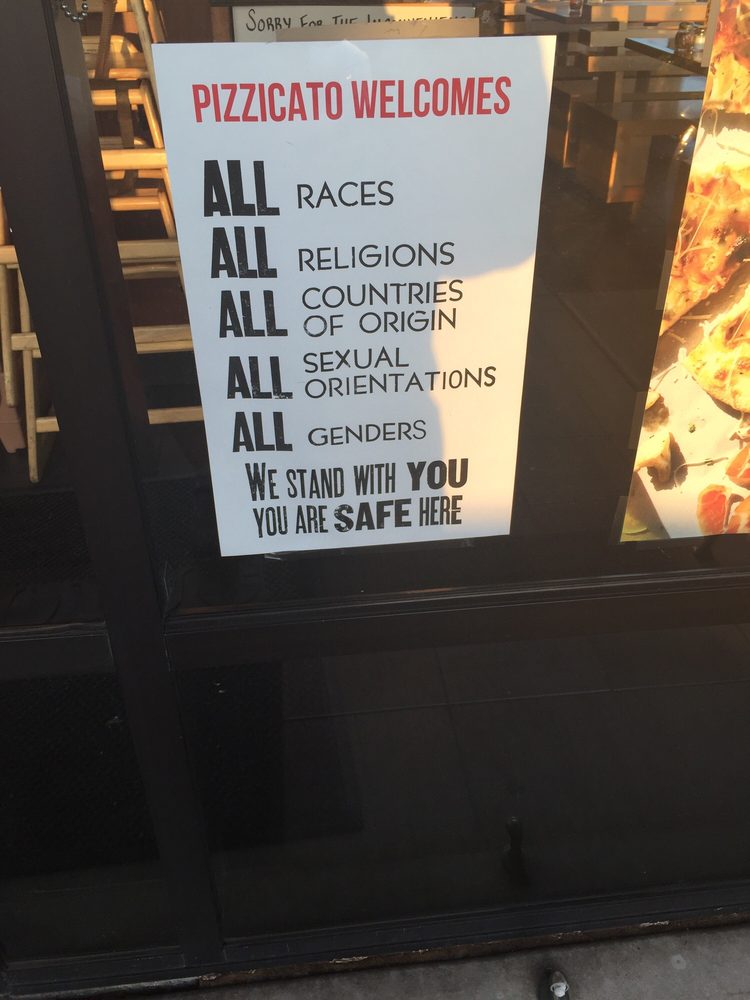 SORRY FOR THE
PIZZICATO WELCOMES
ALL RACES
ALL RELIGIONS
ALL COUNTRIES
OF ORIGIN
ALL SEXUAL
ORIENTATIONS
ALL GENDERS
WE STAND WITH YOU
YOU ARE SAFE HERE